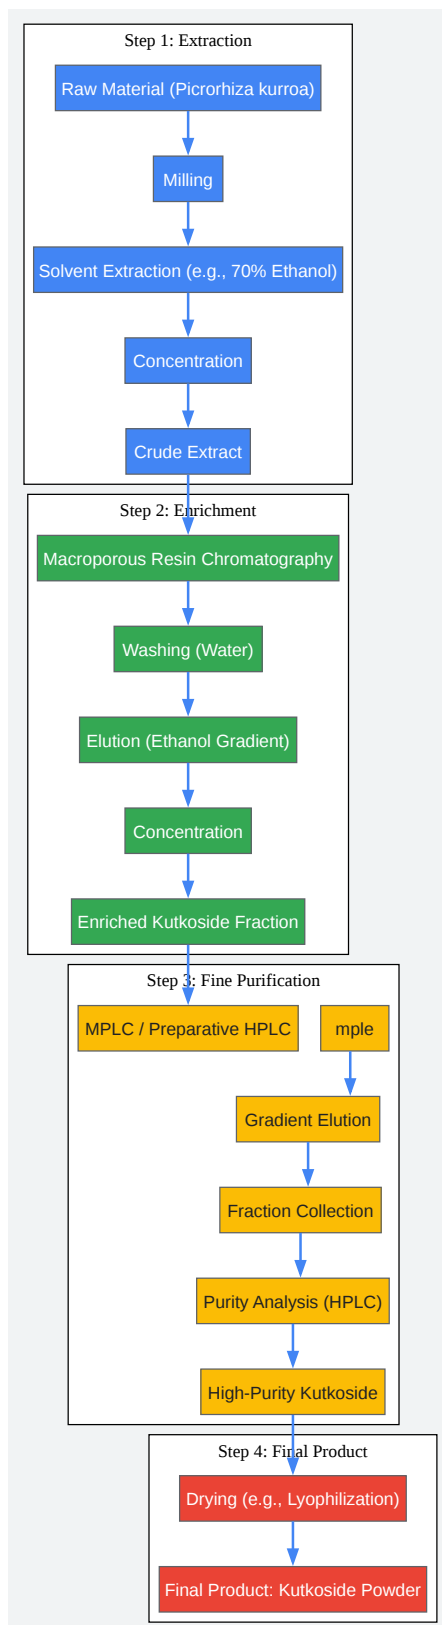 Step 1: Extraction
Raw Material (Picrorhiza kurroa)
Milling
Solvent Extraction (e.g., 70% Ethanol)
Concentration
Crude Extract
Step 2: Enrichment
Macroporous Resin Chromatography
Washing (Water)
Elution (Ethanol Gradient)
Concentration
Enriched Kutkoside Fraction
Step 3: Fine Purification
MPLC / Preparative HPLC
mple
Gradient Elution
Fraction Collection
Purity Analysis (HPLC)
High-Purity Kutkoside
Step 4: Final Product
Drying (e.g., Lyophilization)
Final Product: Kutkoside Powder